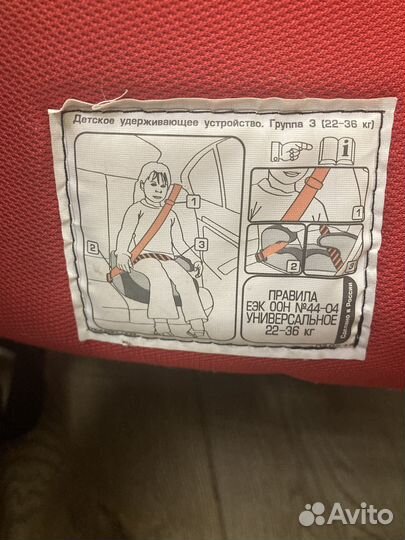 Детское удерживающее устройство. Группа 3 (22-36 кг)
1
2
3
i
1
2
3
ПРАВИЛА
ЕЭК ООН №44-04
УНИВЕРСАЛЬНОЕ
22-36 кг
Сделано в России
Avito